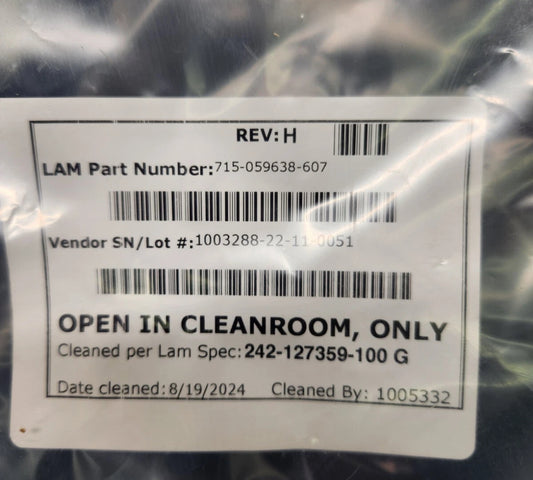 REV:H
LAM Part Number:715-059638-607
Vendor SN/Lot #:1003288-22-11-0051
OPEN IN CLEANROOM, ONLY
Cleaned per Lam Spec:242-127359-100 G
Date cleaned:8/19/2024 Cleaned By: 1005332